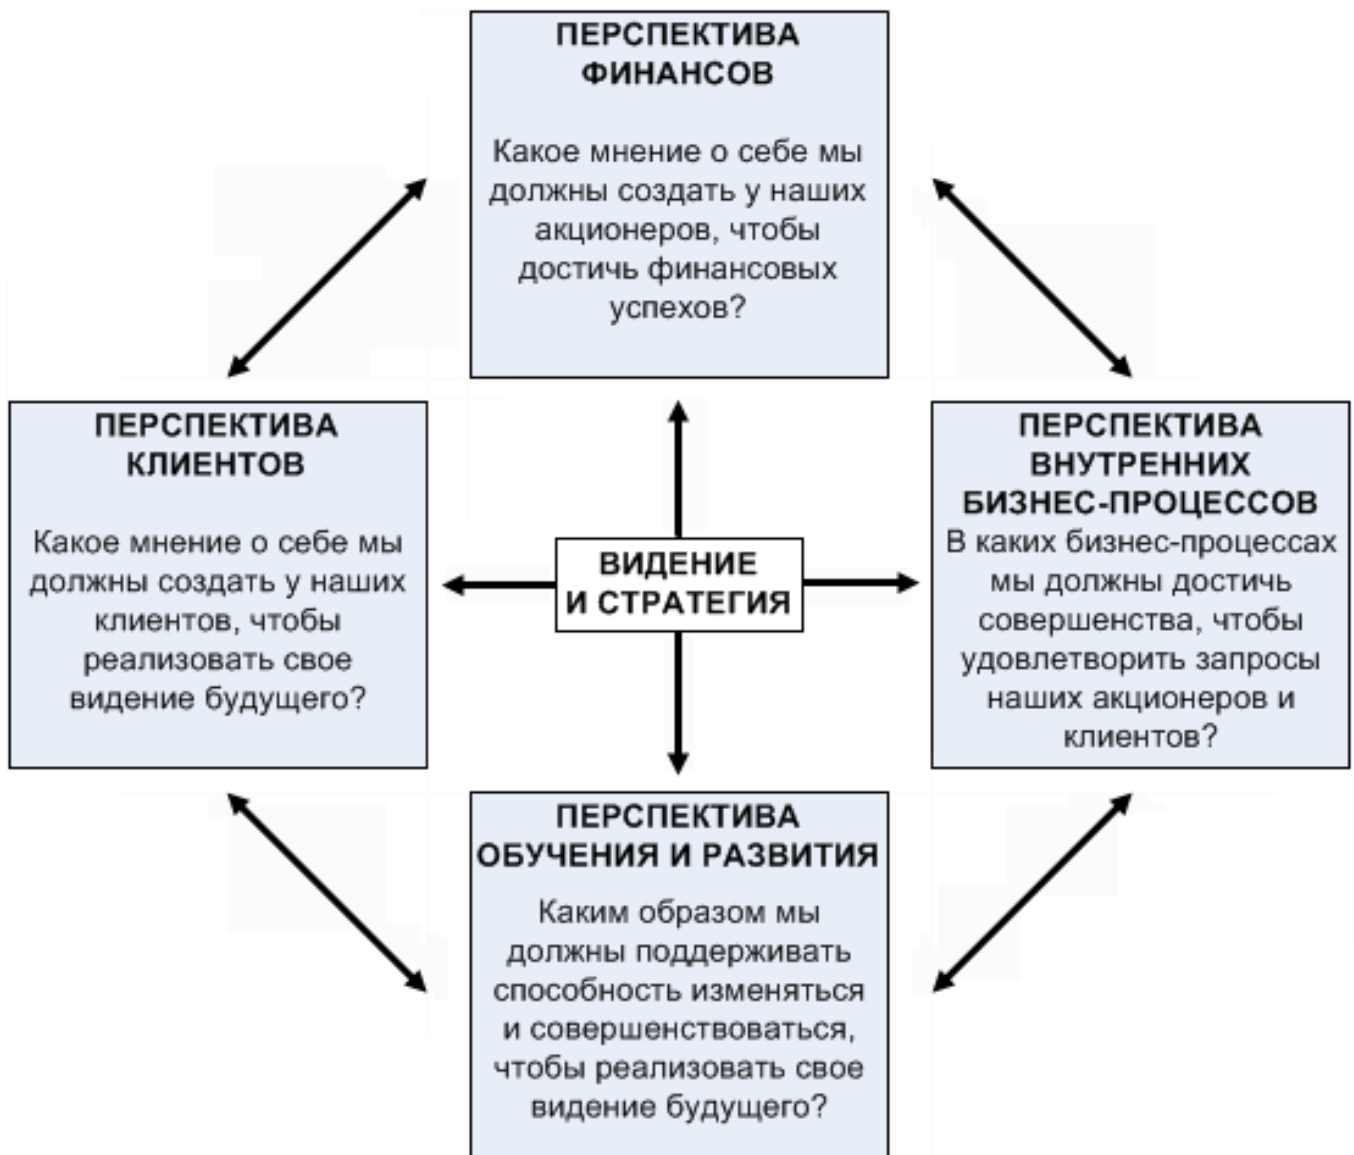 ПЕРСПЕКТИВА
ФИНАНСОВ
Какое мнение о себе мы
должны создать у наших
акционеров, чтобы
достичь финансовых
успехов?
ПЕРСПЕКТИВА
КЛИЕНТОВ
Какое мнение о себе мы
должны создать у наших
клиентов, чтобы
реализовать свое
видение будущего?
ВИДЕНИЕ
И СТРАТЕГИЯ
ПЕРСПЕКТИВА
ВНУТРЕННИХ
БИЗНЕС-ПРОЦЕССОВ
В каких бизнес-процессах
мы должны достичь
совершенства, чтобы
удовлетворить запросы
наших акционеров и
клиентов?
ПЕРСПЕКТИВА
ОБУЧЕНИЯ И РАЗВИТИЯ
Каким образом мы
должны поддерживать
способность изменяться
и совершенствоваться,
чтобы реализовать свое
видение будущего?